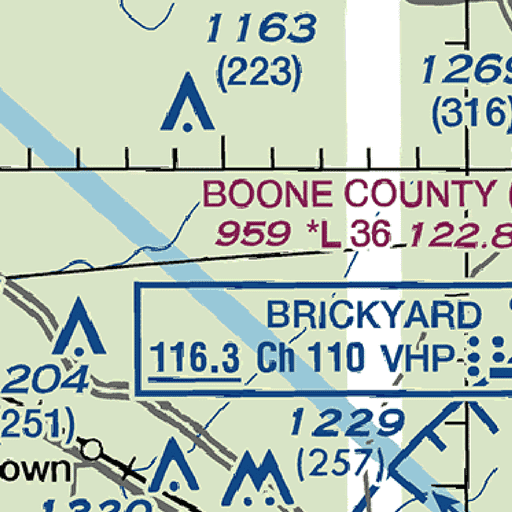 1163
(223)
1269
(316)
BOONE COUNTY (
959 *L 36 122.8
BRICKYARD
116.3 Ch 110 VHP
204
251)
1229
(257)
own
1330